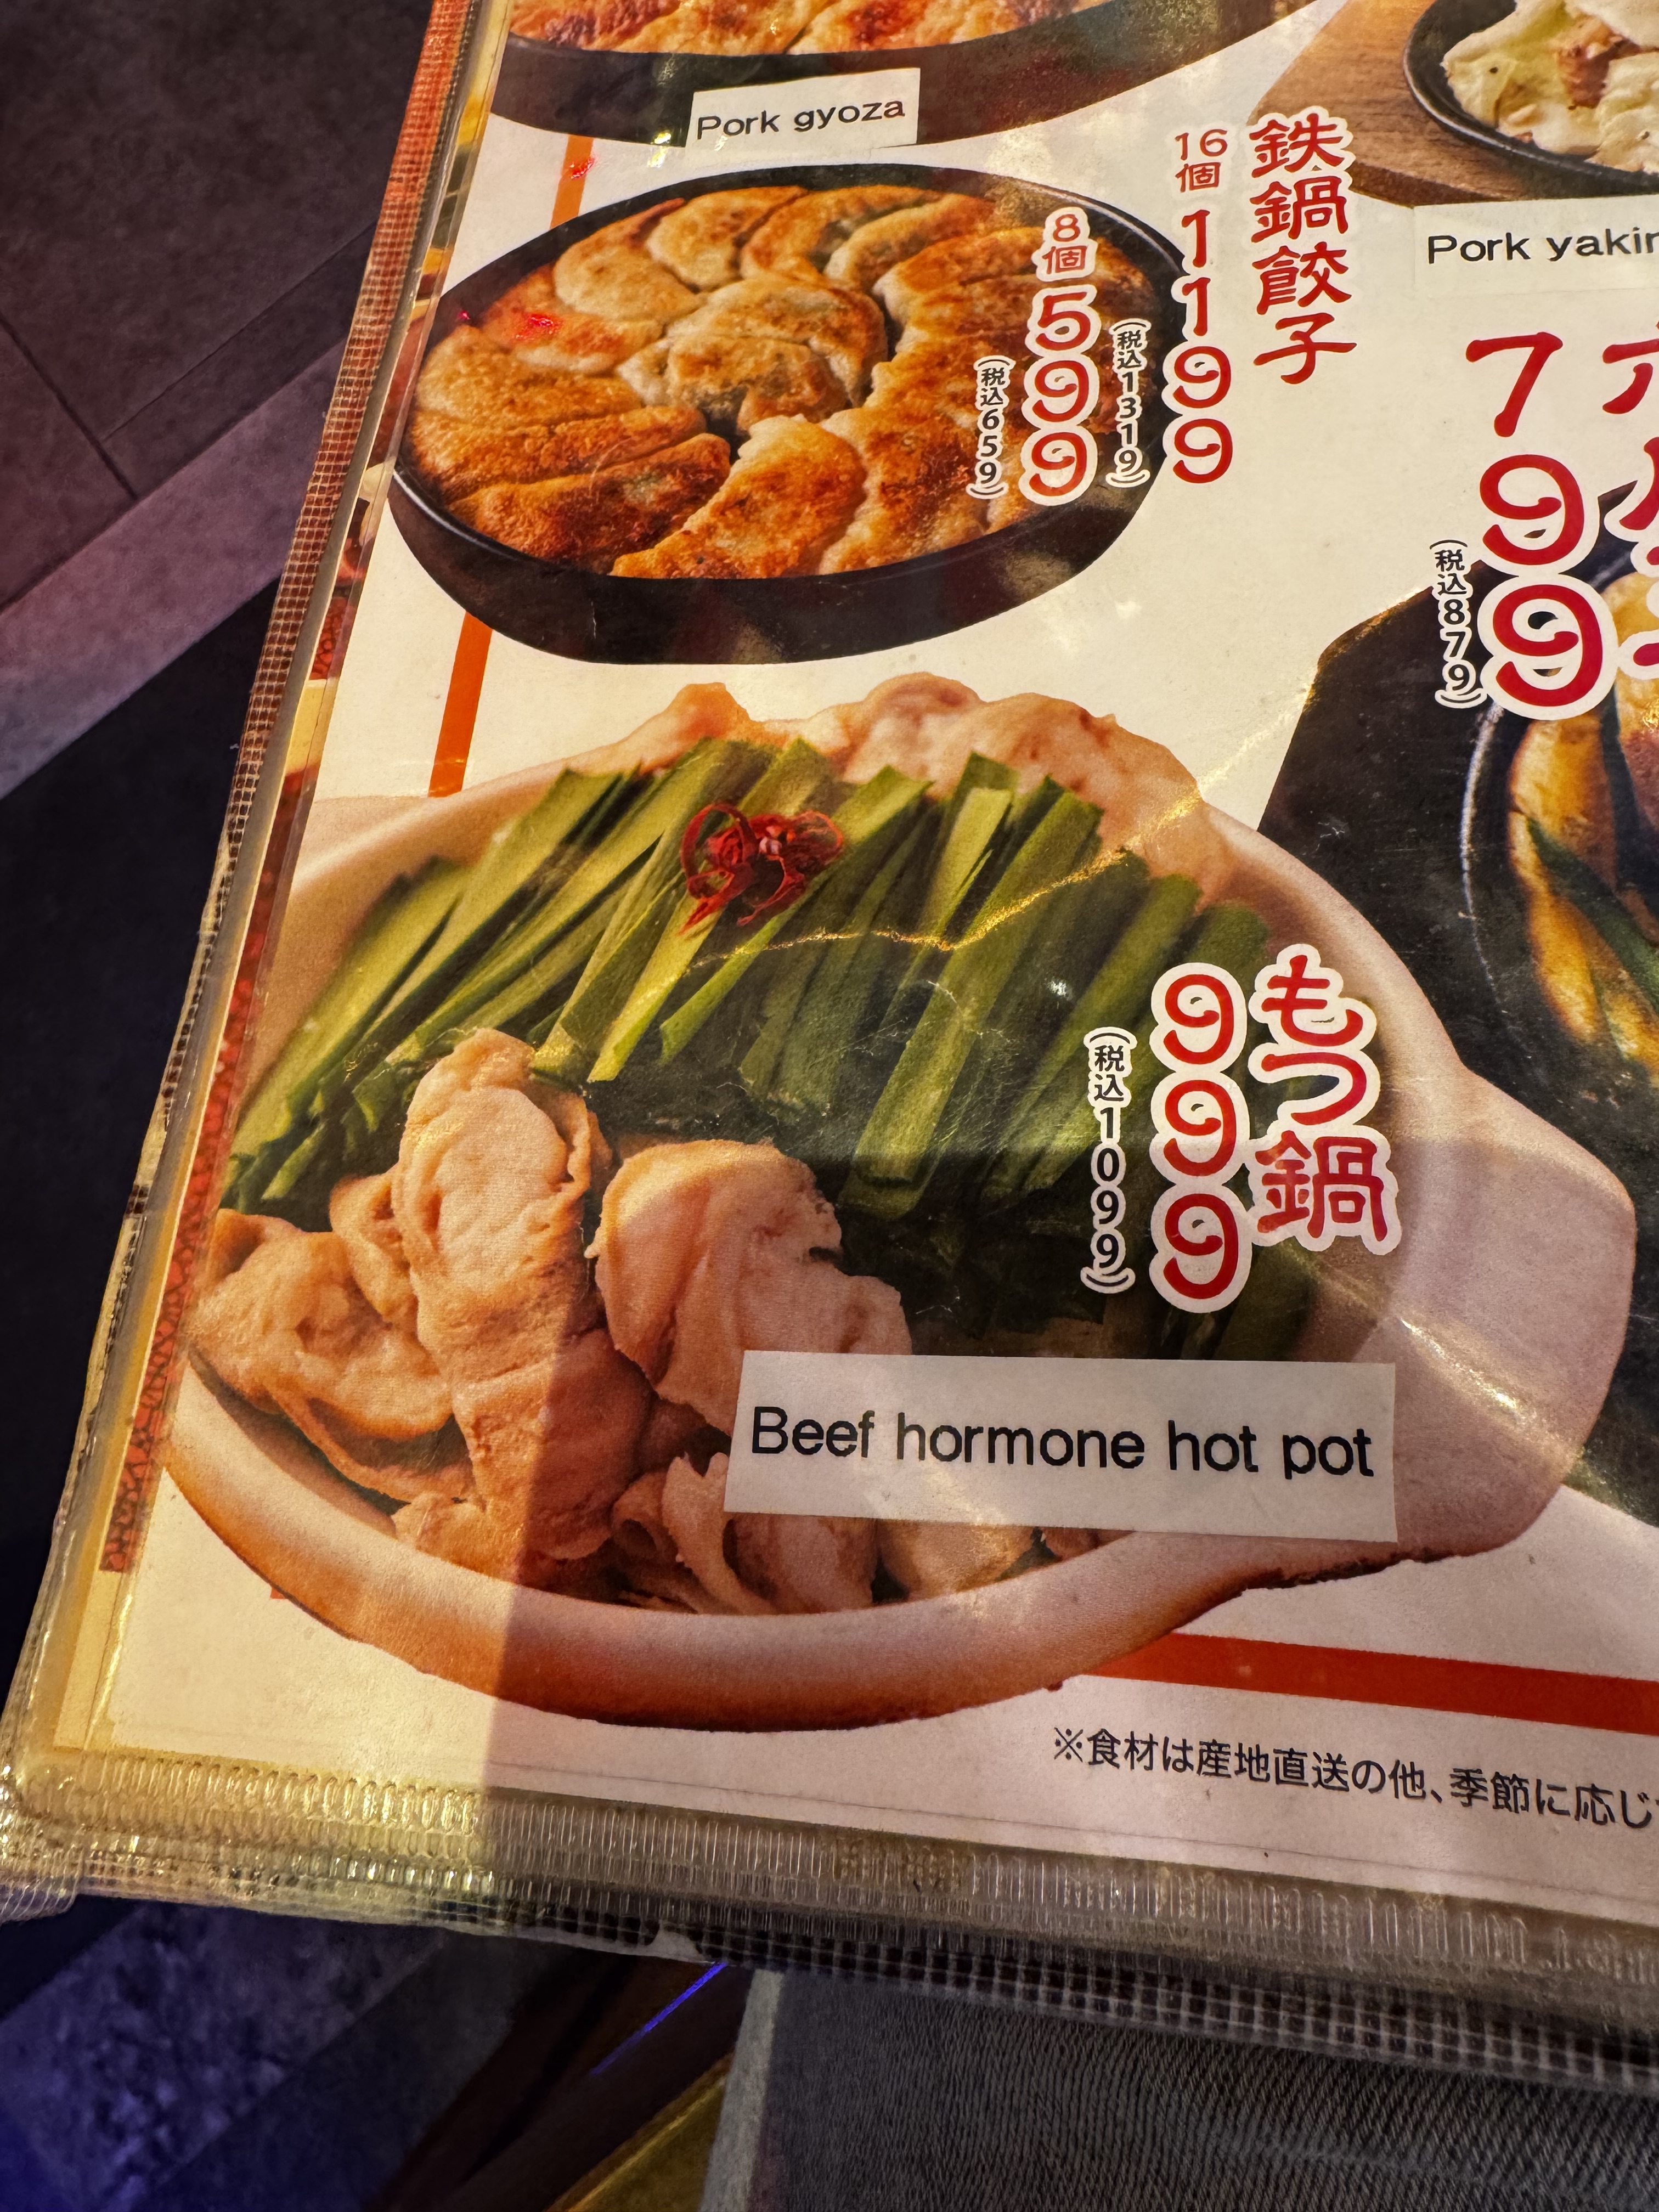 Pork gyoza
鉄鍋餃子
16個
1199
(税込1319)
8個
599
(税込659)
799
(税込879)
もつ鍋
999
(税込1099)
Beef hormone hot pot
Pork
※食材は産地直送の他、季節に応じ